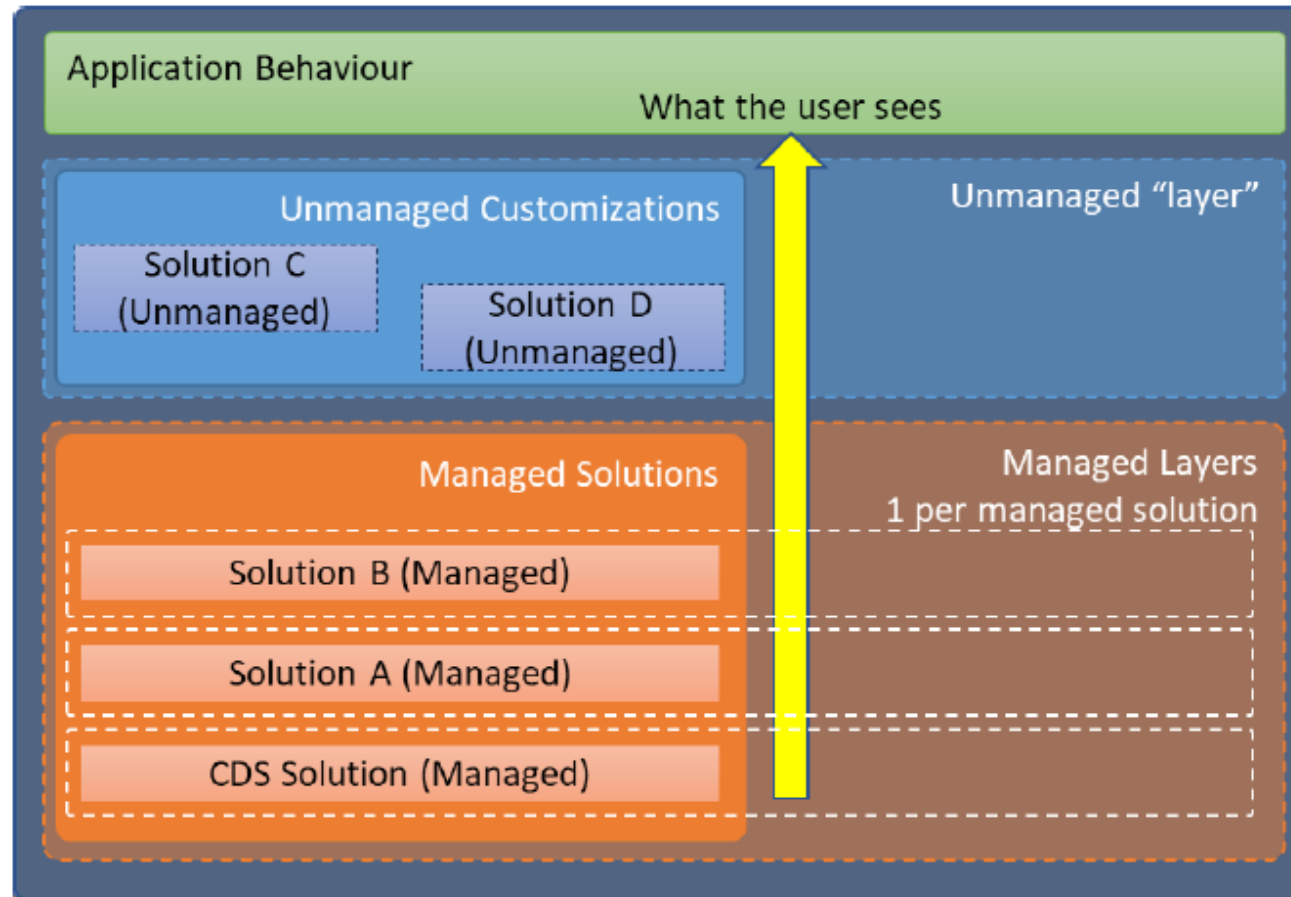 Application Behaviour
What the user sees
Unmanaged Customizations
Unmanaged “layer”
Solution C
(Unmanaged)
Solution D
(Unmanaged)
Managed Solutions
Managed Layers
1 per managed solution
Solution B (Managed)
Solution A (Managed)
CDS Solution (Managed)